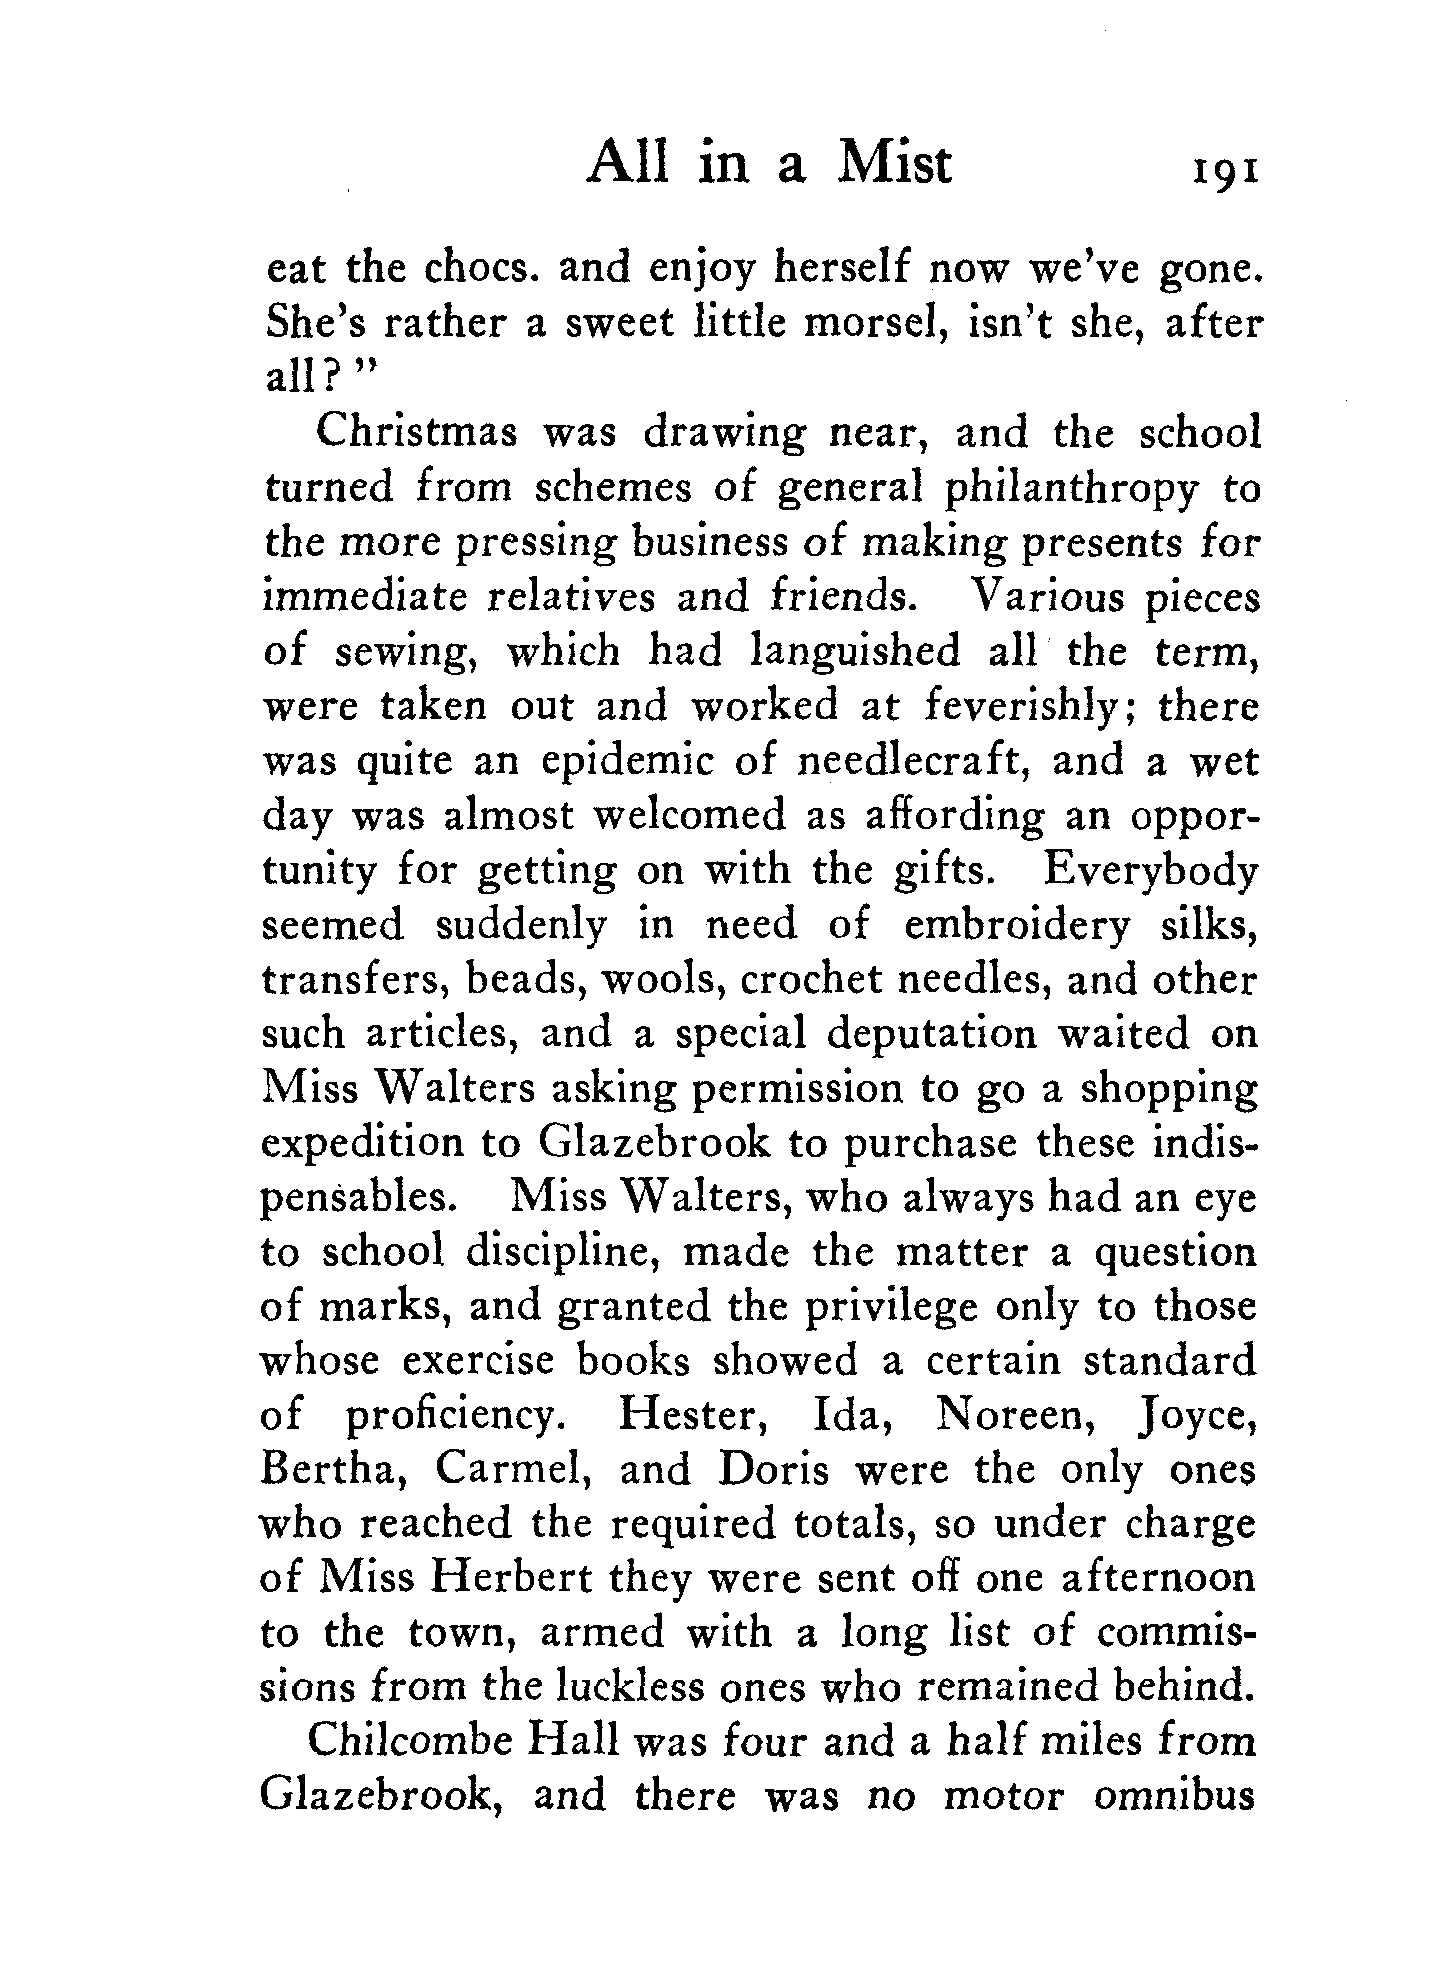 All in a Mist 191
eat the chocs. and enjoy herself now we've gone.
She's rather a sweet little morsel, isn't she, after
all? "
Christmas was drawing near, and the school
turned from schemes of general philanthropy to
the more pressing business of making presents for
immediate relatives and friends. Various pieces
of sewing, which had languished all the term,
were taken out and worked at feverishly; there
was quite an epidemic of needlecraft, and a wet
day was almost welcomed as affording an oppor-
tunity for getting on with the gifts. Everybody
seemed suddenly in need of embroidery silks,
transfers, beads, wools, crochet needles, and other
such articles, and a special deputation waited on
Miss Walters asking permission to go a shopping
expedition to Glazebrook to purchase these indis-
pensables. Miss Walters, who always had an eye
to school discipline, made the matter a question
of marks, and granted the privilege only to those
whose exercise books showed a certain standard
of proficiency. Hester, Ida, Noreen, Joyce,
Bertha, Carmel, and Doris were the only ones
who reached the required totals, so under charge
of Miss Herbert they were sent off one afternoon
to the town, armed with a long list of commis-
sions from the luckless ones who remained behind.
Chilcombe Hall was four and a half miles from
Glazebrook, and there was no motor omnibus